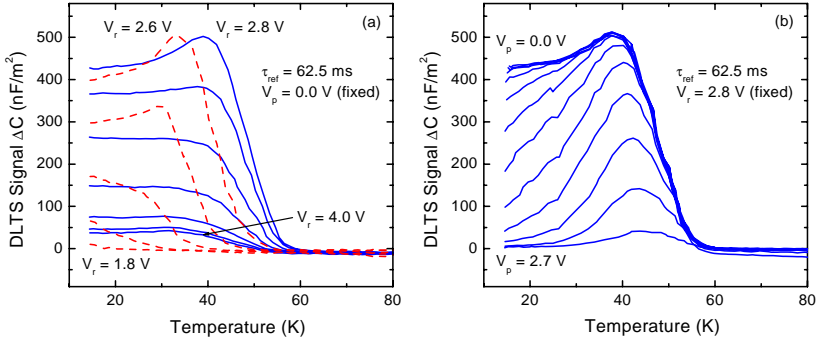 (a)
V_r = 2.6 V
V_r = 2.8 V
τ_ref = 62.5 ms
V_p = 0.0 V (fixed)
V_r = 4.0 V
V_r = 1.8 V
500
400
300
200
100
0
DLTS Signal ΔC (nF/m²)
20
40
60
80
Temperature (K)
(b)
V_p = 0.0 V
τ_ref = 62.5 ms
V_r = 2.8 V (fixed)
V_p = 2.7 V
500
400
300
200
100
0
DLTS Signal ΔC (nF/m²)
20
40
60
80
Temperature (K)